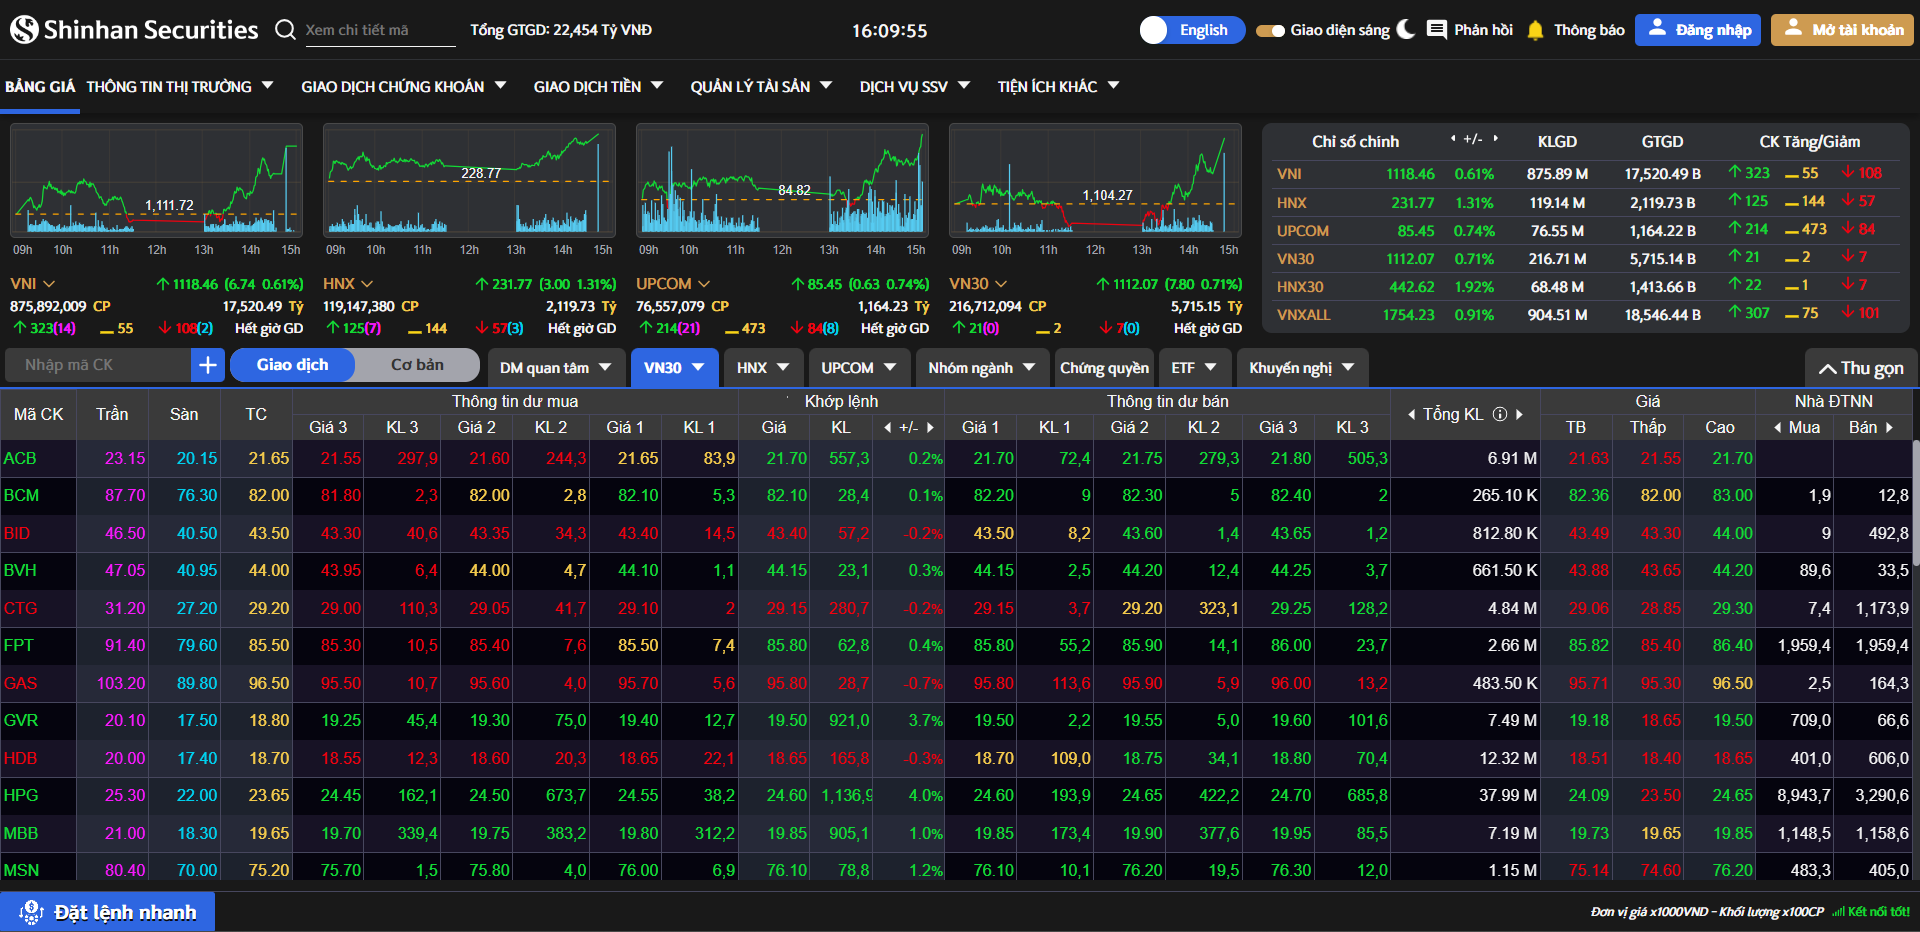 Shinhan Securities Xem chi tiết mã Tổng GTGD: 22,454 Tỷ VNĐ 16:09:55 English Giao diện sáng Phản hồi Thông báo Đăng nhập Mở tài khoản
BẢNG GIÁ THÔNG TIN THỊ TRƯỜNG GIAO DỊCH CHỨNG KHOÁN GIAO DỊCH TIỀN QUẢN LÝ TÀI SẢN DỊCH VỤ SSV TIỆN ÍCH KHÁC
1,111.72
09h 10h 11h 12h 13h 14h 15h
VNI 1118.46 (6.74 0.61%)
875,892,009 CP 17,520.49 Tỷ
323(14) 55 108(2) Hết giờ GD
228.77
09h 10h 11h 12h 13h 14h 15h
HNX 231.77 (3.00 1.31%)
119,147,380 CP 2,119.73 Tỷ
125(7) 144 57(3) Hết giờ GD
84.82
09h 10h 11h 12h 13h 14h 15h
UPCOM 85.45 (0.63 0.74%)
76,557,079 CP 1,164.23 Tỷ
214(21) 473 84(8) Hết giờ GD
1,104.27
09h 10h 11h 12h 13h 14h 15h
VN30 1112.07 (7.80 0.71%)
216,712,094 CP 5,715.15 Tỷ
21(0) 2 7(0) Hết giờ GD
Chỉ số chính +/- KLGD GTGD CK Tăng/Giảm
VNI 1118.46 0.61% 875.89 M 17,520.49 B 323 55 108
HNX 231.77 1.31% 119.14 M 2,119.73 B 125 144 57
UPCOM 85.45 0.74% 76.55 M 1,164.22 B 214 473 84
VN30 1112.07 0.71% 216.71 M 5,715.14 B 21 2 7
HNX30 442.62 1.92% 68.48 M 1,413.66 B 22 1 7
VNXALL 1754.23 0.91% 904.51 M 18,546.44 B 307 75 101
Nhập mã CK + Giao dịch Cơ bản DM quan tâm VN30 HNX UPCOM Nhóm ngành Chứng quyền ETF Khuyến nghị Thu gọn
Mã CK Trần Sàn TC Thông tin dư mua Khớp lệnh Thông tin dư bán Tổng KL Giá Nhà ĐTNN
Giá 3 KL 3 Giá 2 KL 2 Giá 1 KL 1 Giá KL +/- Giá 1 KL 1 Giá 2 KL 2 Giá 3 KL 3 TB Thấp Cao Mua Bán
ACB 23.15 20.15 21.65 21.55 297,9 21.60 244,3 21.65 83,9 21.70 557,3 0.2% 21.70 72,4 21.75 279,3 21.80 505,3 6.91 M 21.63 21.55 21.70
BCM 87.70 76.30 82.00 81.80 2,3 82.00 2,8 82.10 5,3 82.10 28,4 0.1% 82.20 9 82.30 5 82.40 2 265.10 K 82.36 82.00 83.00 1,9 12,8
BID 46.50 40.50 43.50 43.30 40,6 43.35 34,3 43.40 14,5 43.40 57,2 -0.2% 43.50 8,2 43.60 1,4 43.65 1,2 812.80 K 43.49 43.30 44.00 9 492,8
BVH 47.05 40.95 44.00 43.95 6,4 44.00 4,7 44.10 1,1 44.15 23,1 0.3% 44.15 2,5 44.20 12,4 44.25 3,7 661.50 K 43.88 43.65 44.20 89,6 33,5
CTG 31.20 27.20 29.20 29.00 110,3 29.05 41,7 29.10 2 29.15 280,7 -0.2% 29.15 3,7 29.20 323,1 29.25 128,2 4.84 M 29.06 28.85 29.30 7,4 1,173,9
FPT 91.40 79.60 85.50 85.30 10,5 85.40 7,6 85.50 7,4 85.80 62,8 0.4% 85.80 55,2 85.90 14,1 86.00 23,7 2.66 M 85.82 85.40 86.40 1,959,4 1,959,4
GAS 103.20 89.80 96.50 95.50 10,7 95.60 4,0 95.70 5,6 95.80 28,7 -0.7% 95.80 113,6 95.90 5,9 96.00 13,2 483.50 K 95.71 95.30 96.50 2,5 164,3
GVR 20.10 17.50 18.80 19.25 45,4 19.30 75,0 19.40 12,7 19.50 921,0 3.7% 19.50 2,2 19.55 5,0 19.60 101,6 7.49 M 19.18 18.65 19.50 709,0 66,6
HDB 20.00 17.40 18.70 18.55 12,3 18.60 20,3 18.65 22,1 18.65 165,8 -0.3% 18.70 109,0 18.75 34,1 18.80 70,4 12.32 M 18.51 18.40 18.65 401,0 606,0
HPG 25.30 22.00 23.65 24.45 162,1 24.50 673,7 24.55 38,2 24.60 1,136,9 4.0% 24.60 193,9 24.65 422,2 24.70 685,8 37.99 M 24.09 23.50 24.65 8,943,7 3,290,6
MBB 21.00 18.30 19.65 19.70 339,4 19.75 383,2 19.80 312,2 19.85 905,1 1.0% 19.85 173,4 19.90 377,6 19.95 85,5 7.19 M 19.73 19.65 19.85 1,148,5 1,158,6
MSN 80.40 70.00 75.20 75.70 1,5 75.80 4,0 76.00 6,9 76.10 78,8 1.2% 76.10 10,1 76.20 19,5 76.30 12,0 1.15 M 75.14 74.60 76.20 483,3 405,0
Đặt lệnh nhanh Đơn vị giá x1000VND - Khối lượng x100CP Kết nối tốt!